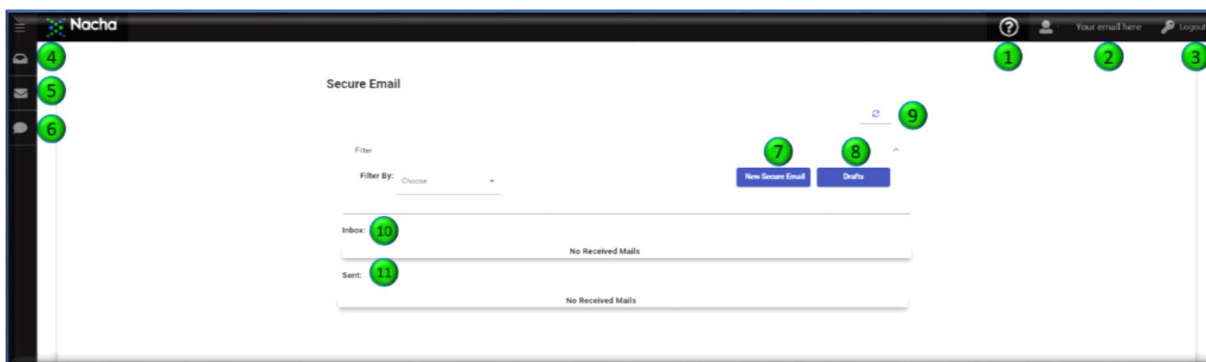 Nacha
Your email here
Logout
1
2
3
4
5
6
Secure Email
9
Filter
7
8
Filter By:
Choose
New Secure Email
Drafts
Inbox:
10
No Received Mails
Sent:
11
No Received Mails